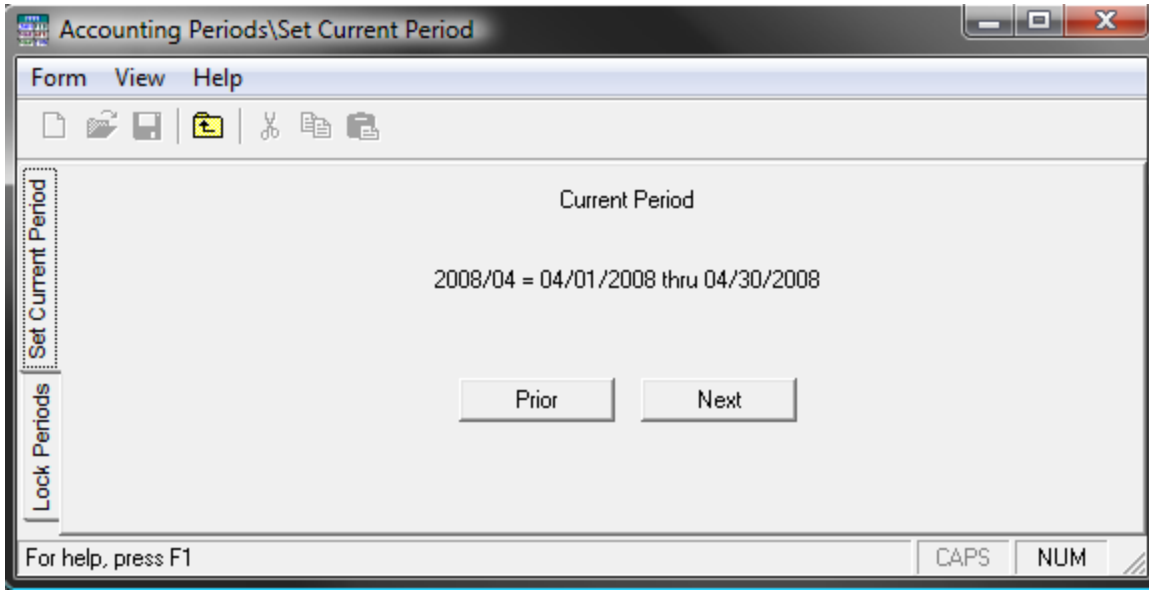 Accounting Periods\Set Current Period
Form View Help
Set Current Period
Lock Periods
Current Period
2008/04 = 04/01/2008 thru 04/30/2008
Prior Next
For help, press F1 CAPS NUM